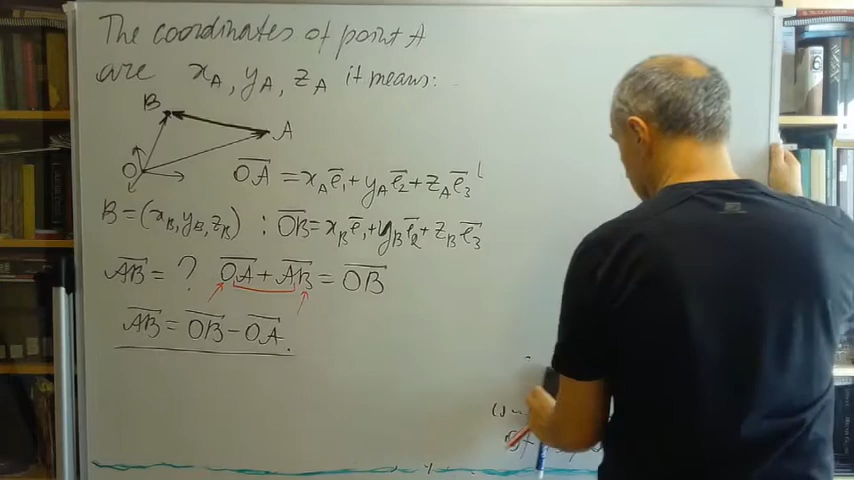 The coordinates of point A
are x_A, y_A, z_A it means:
B
A
O
OA = x_A e_1 + y_A e_2 + z_A e_3
B = (x_B, y_B, z_B) : OB = x_B e_1 + y_B e_2 + z_B e_3
AB = ? OA + AB = OB
AB = OB - OA.